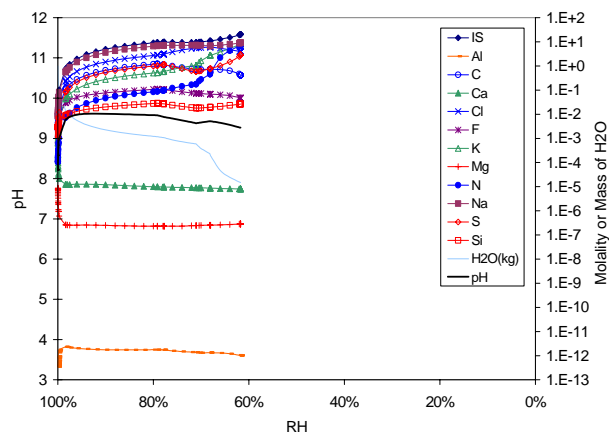 12
11
10
9
8
7
6
5
4
3
pH
1.E+2
1.E+1
1.E+0
1.E-1
1.E-2
1.E-3
1.E-4
1.E-5
1.E-6
1.E-7
1.E-8
1.E-9
1.E-10
1.E-11
1.E-12
1.E-13
Molality or Mass of H2O
IS
Al
C
Ca
Cl
F
K
Mg
N
Na
S
Si
H2O(kg)
pH
100% 80% 60% 40% 20% 0%
RH